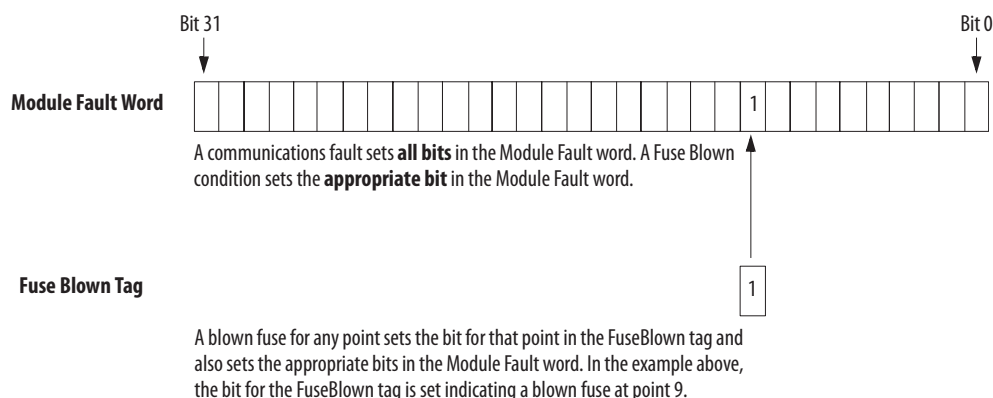 Bit 31 Bit 0
Module Fault Word
1
A communications fault sets all bits in the Module Fault word. A Fuse Blown
condition sets the appropriate bit in the Module Fault word.
Fuse Blown Tag
1
A blown fuse for any point sets the bit for that point in the FuseBlown tag and
also sets the appropriate bits in the Module Fault word. In the example above,
the bit for the FuseBlown tag is set indicating a blown fuse at point 9.